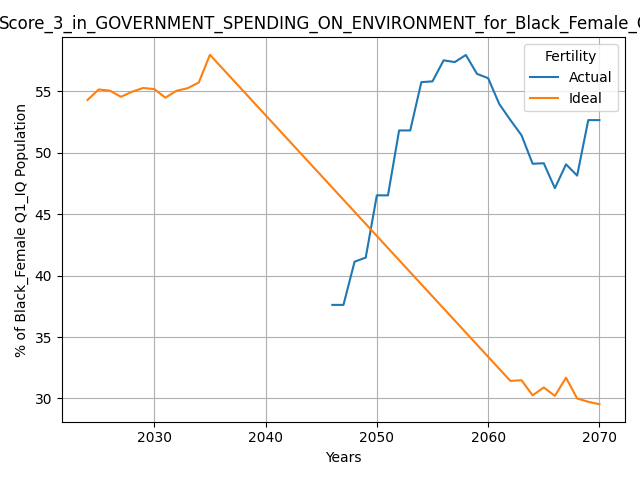 Score_3_in_GOVERNMENT_SPENDING_ON_ENVIRONMENT_for_Black_Female_
Fertility
Actual
Ideal
% of Black_Female Q1_IQ Population
55
50
45
40
35
30
2030 2040 2050 2060 2070
Years